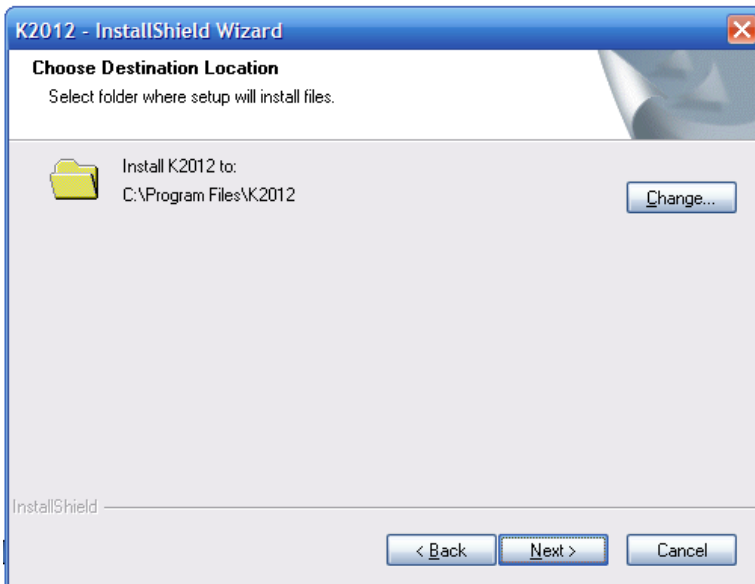 K2012 - InstallShield Wizard
Choose Destination Location
Select folder where setup will install files.
Install K2012 to:
C:\Program Files\K2012
Change...
InstallShield
< Back
Next >
Cancel